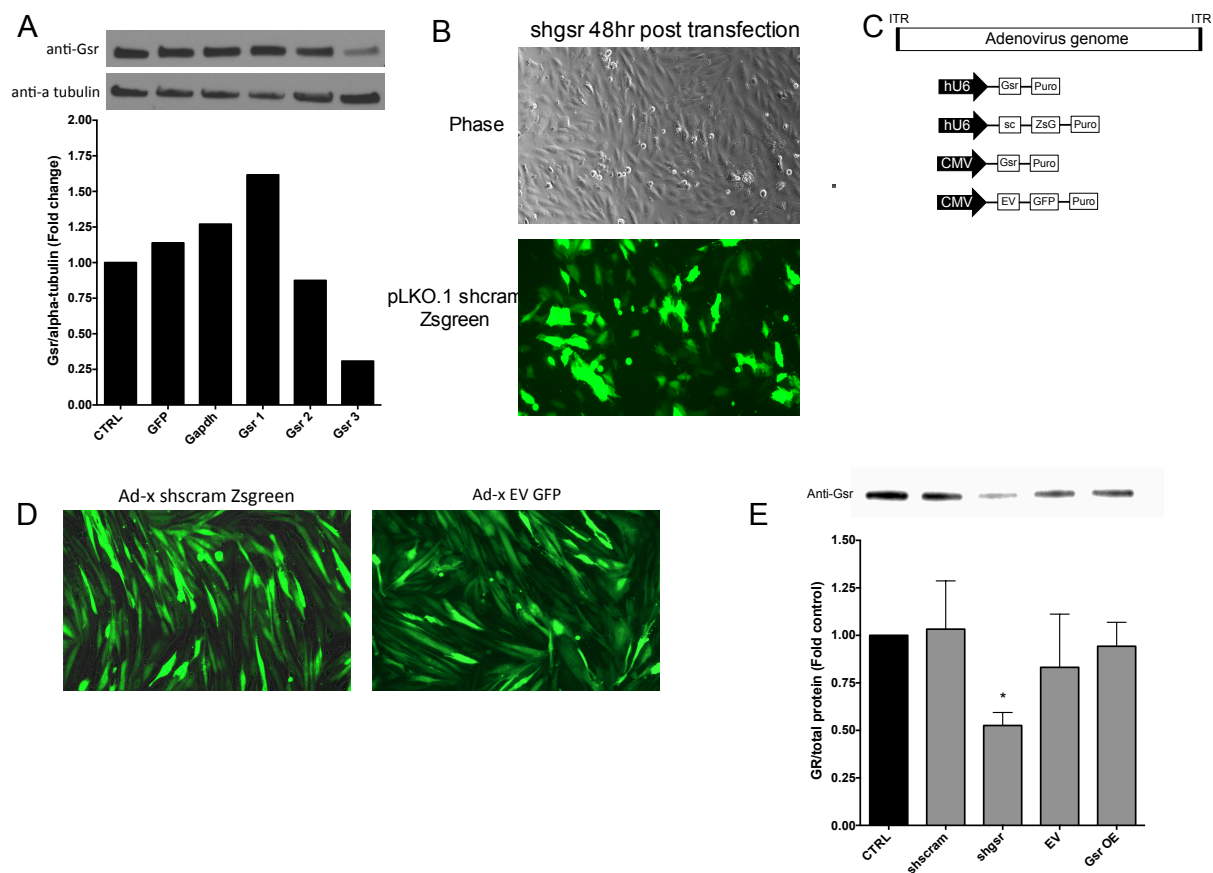 A
anti-Gsr
anti-a tubulin
Gsr/alpha-tubulin (Fold change)
2.00
1.75
1.50
1.25
1.00
0.75
0.50
0.25
0.00
CTRL
GFP
Gapdh
Gsr 1
Gsr 2
Gsr 3
B
shgsr 48hr post transfection
Phase
pLKO.1 shcram
Zsgreen
C
ITR
ITR
Adenovirus genome
hU6 Gsr Puro
hU6 sc ZsG Puro
CMV Gsr Puro
CMV EV GFP Puro
D
Ad-x shscram Zsgreen
Ad-x EV GFP
E
Anti-Gsr
GR/total protein (Fold control)
1.50
1.25
1.00
0.75
0.50
0.25
0.00
*
CTRL
shscram
shgsr
EV
Gsr OE